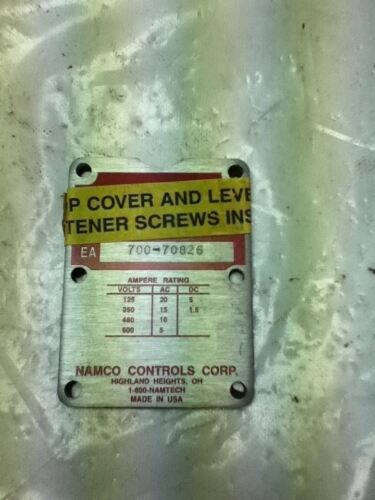 P COVER AND LEVE
TENER SCREWS INS
EA 700-70826
AMPERE RATING
VOLTS AC DC
125 20 5
250 15 1.5
480 10
600 5
NAMCO CONTROLS CORP.
HIGHLAND HEIGHTS, OH
1-800-NAMTECH
MADE IN USA